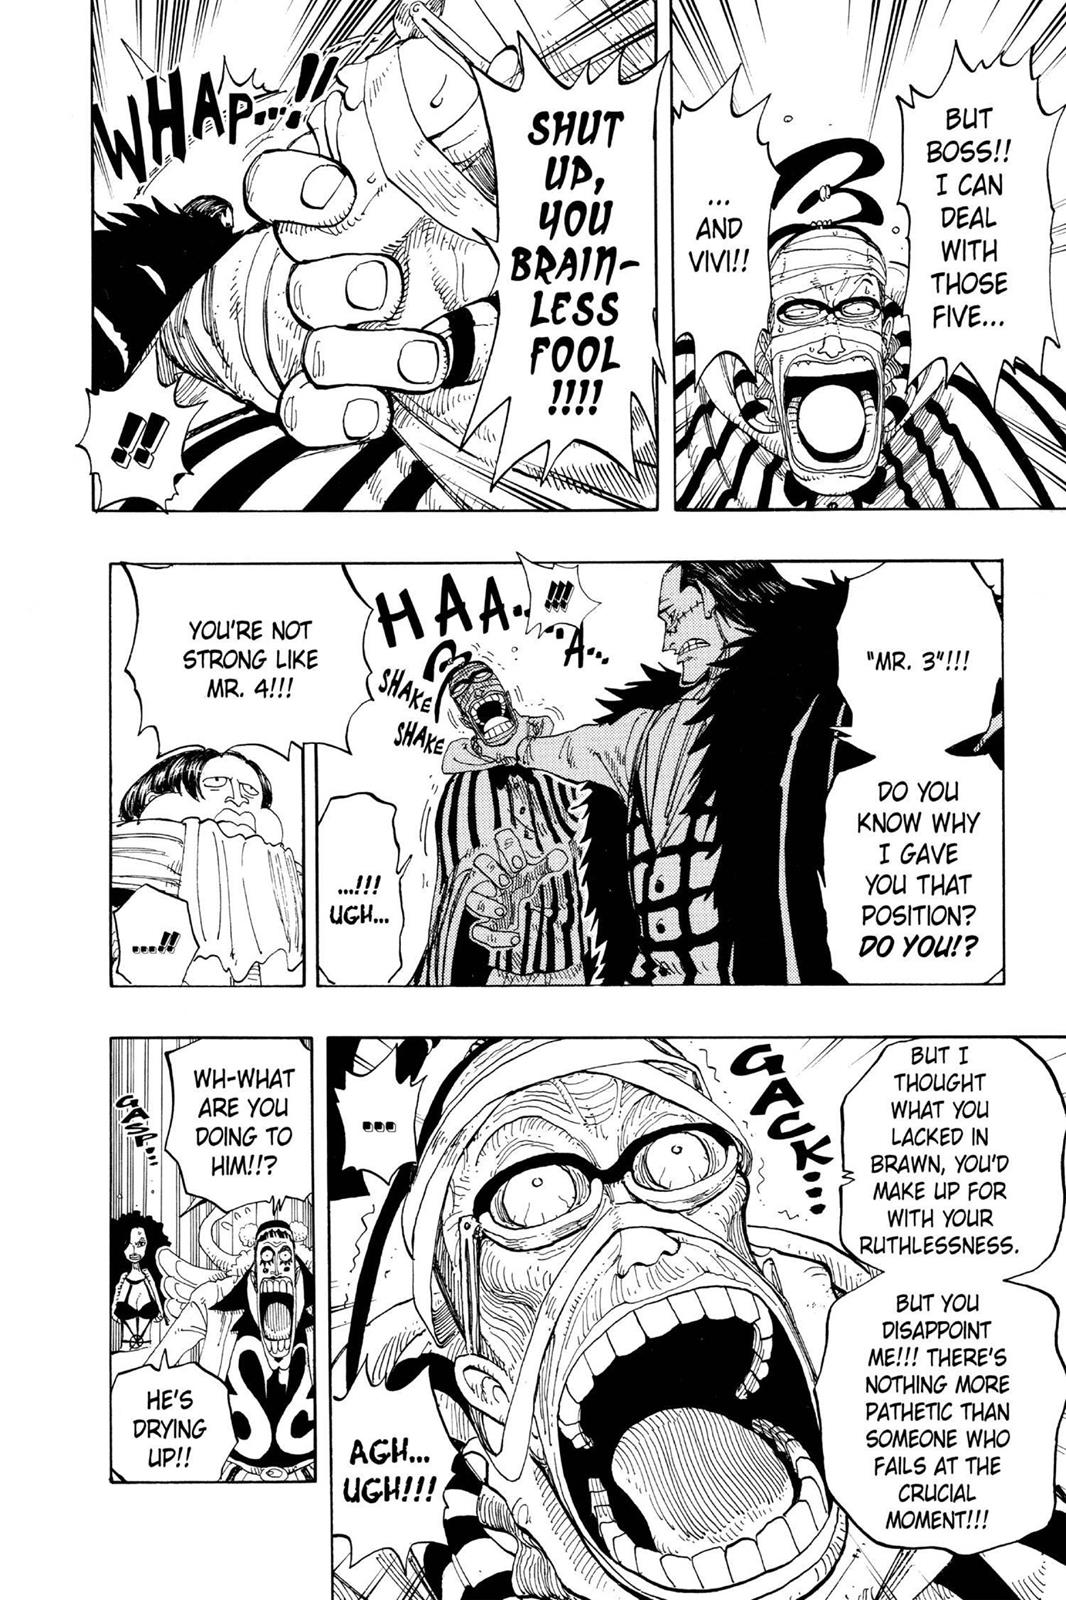 BUT
BOSS!!
I CAN
DEAL
WITH
THOSE
FIVE...
...
AND
VIVI!!
SHUT
UP,
YOU
BRAIN-
LESS
FOOL
!!!!
WHAP...!!
!!
"MR. 3"!!!
DO YOU
KNOW WHY
I GAVE
YOU THAT
POSITION?
DO YOU!?
!!!
HAA...
A...
SHAKE
SHAKE
...!!!
UGH...
YOU'RE NOT
STRONG LIKE
MR. 4!!!
....!!
BUT I
THOUGHT
WHAT YOU
LACKED IN
BRAWN, YOU'D
MAKE UP FOR
WITH YOUR
RUTHLESSNESS.
BUT YOU
DISAPPOINT
ME!!! THERE'S
NOTHING MORE
PATHETIC THAN
SOMEONE WHO
FAILS AT THE
CRUCIAL
MOMENT!!!
GACK...
...
AGH...
UGH!!!
WH-WHAT
ARE YOU
DOING TO
HIM!!?
GASP...
HE'S
DRYING
UP!!